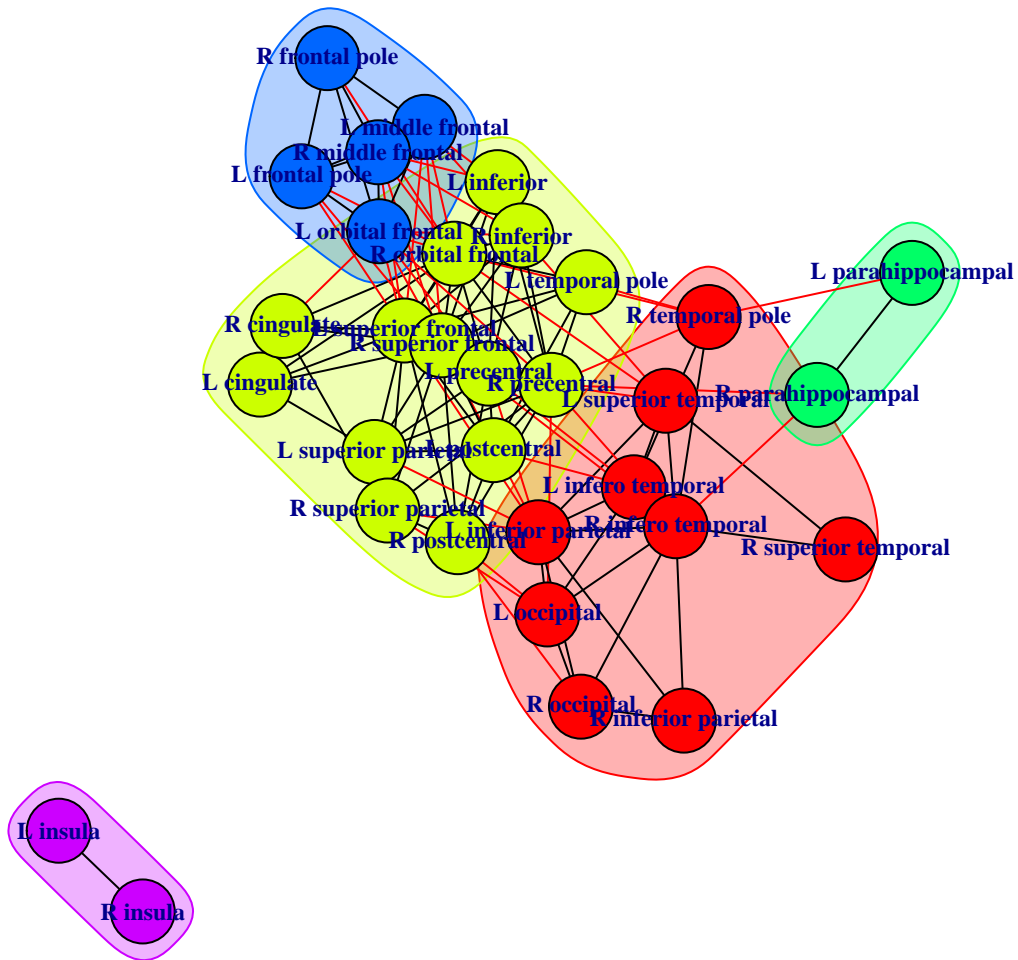 R frontal pole
L middle frontal
R middle frontal
L frontal pole
L inferior
L orbital frontal
R inferior
R orbital frontal
L parahippocampal
L temporal pole
R temporal pole
R cingulate
L superior frontal
R superior frontal
L precentral
L cingulate
R precentral
R parahippocampal
L superior temporal
L superior parietal
L postcentral
L infero temporal
R superior parietal
R infero temporal
L inferior parietal
R postcentral
R superior temporal
L occipital
R occipital
R inferior parietal
L insula
R insula